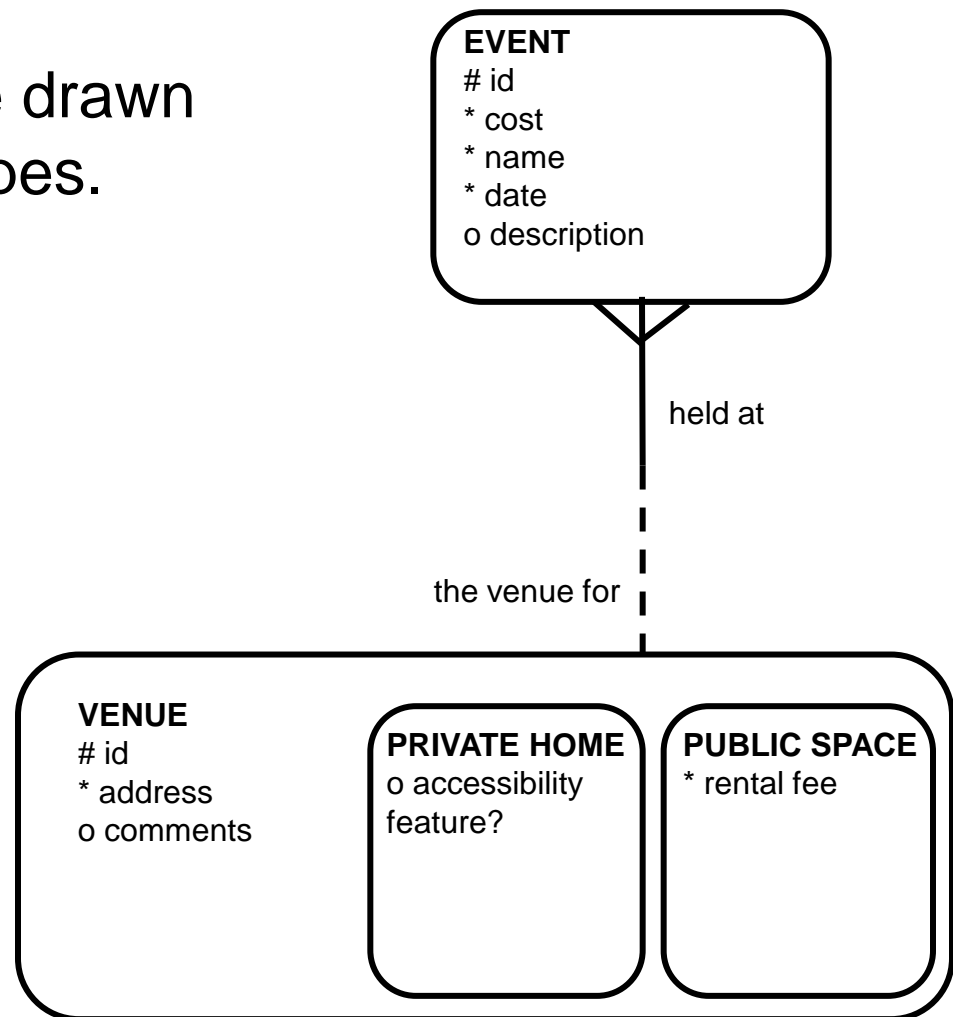 drawn
EVENT
# id
* cost
* name
* date
o description
held at
the venue for
VENUE
# id
* address
o comments
PRIVATE HOME
o accessibility
feature?
PUBLIC SPACE
* rental fee